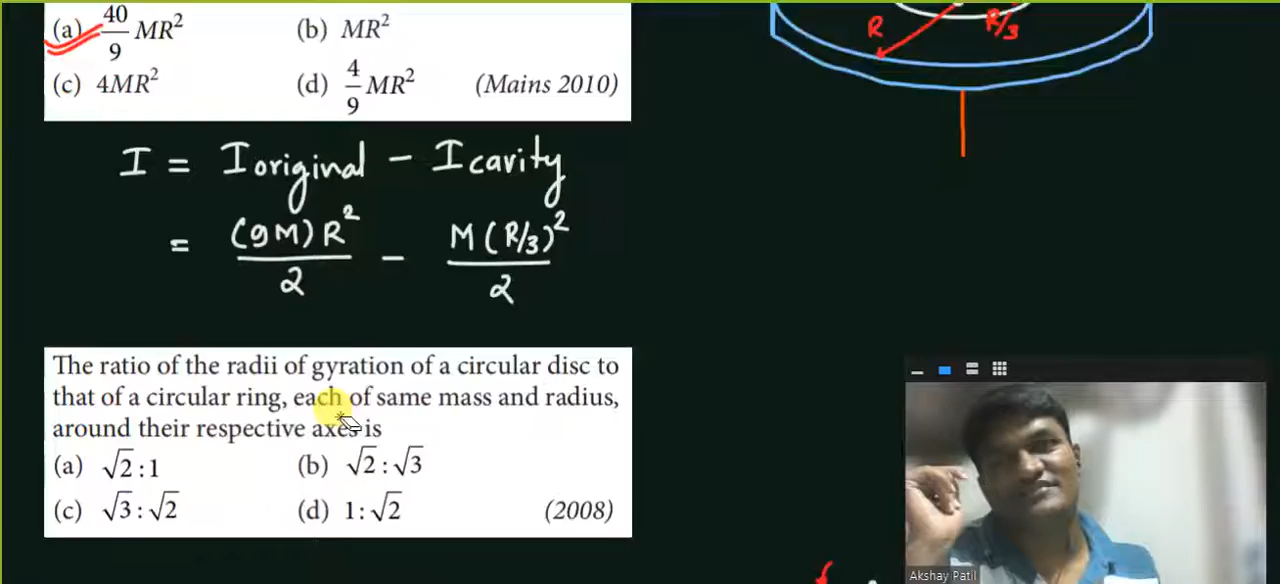 (a) 40/9 MR² (b) MR²
(c) 4MR² (d) 4/9 MR² (Mains 2010)
R R/3
I = I original - I cavity
= (9M)R²/2 - M(R/3)²/2
The ratio of the radii of gyration of a circular disc to
that of a circular ring, each of same mass and radius,
around their respective axes is
(a) √2 : 1 (b) √2 : √3
(c) √3 : √2 (d) 1 : √2 (2008)
Akshay Patil